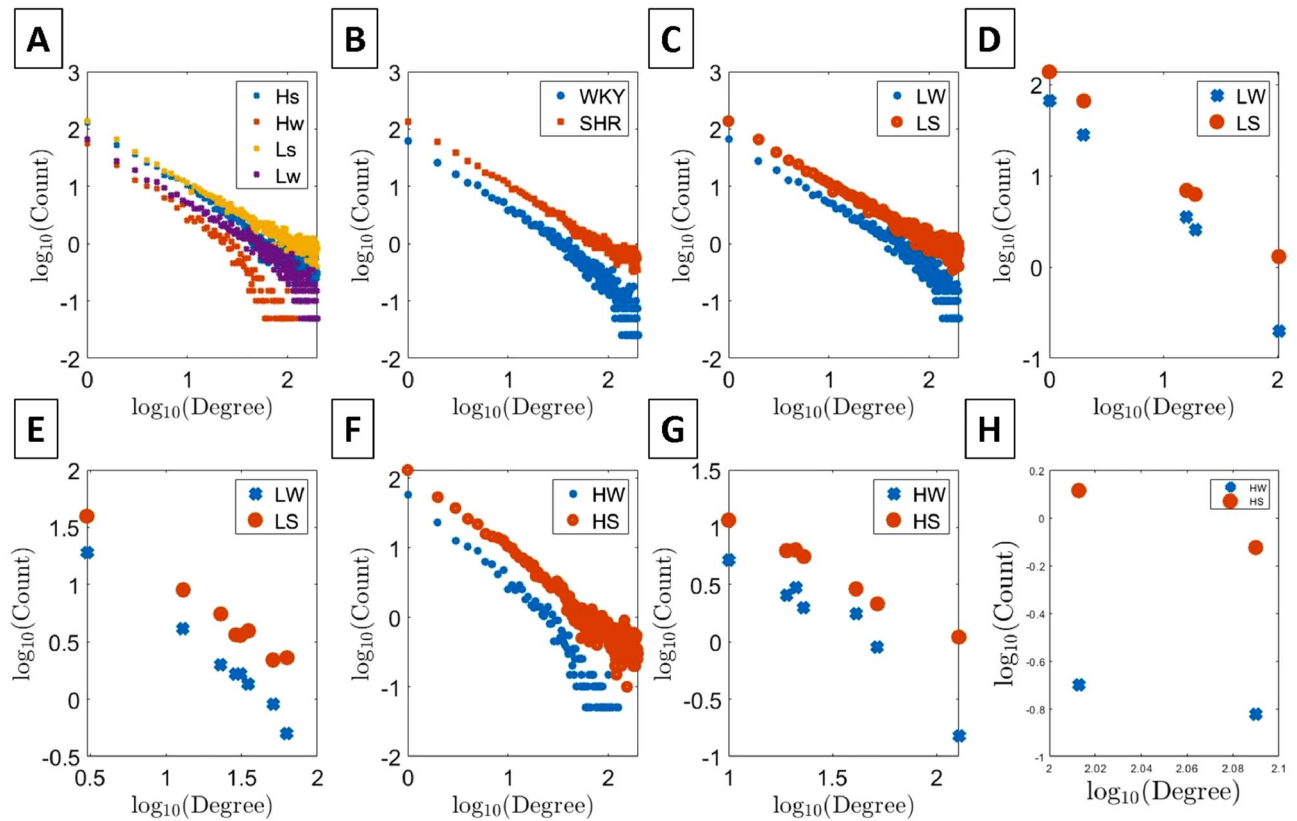 A
B
C
D
3
2
1
0
-1
-2
0
1
2
log10(Count)
log10(Degree)
Hs
Hw
Ls
Lw
3
2
1
0
-1
-2
0
1
2
log10(Count)
log10(Degree)
WKY
SHR
3
2
1
0
-1
-2
0
1
2
log10(Count)
log10(Degree)
LW
LS
2
1
0
-1
0
1
2
log10(Count)
log10(Degree)
LW
LS
E
F
G
H
2
1.5
1
0.5
0
-0.5
0.5
1
1.5
2
log10(Count)
log10(Degree)
LW
LS
2
1
0
-1
-2
0
1
2
log10(Count)
log10(Degree)
HW
HS
1.5
1
0.5
0
-0.5
-1
1
1.5
2
log10(Count)
log10(Degree)
HW
HS
0.2
0
-0.2
-0.4
-0.6
-0.8
-1
2
2.02
2.04
2.06
2.08
2.1
log10(Count)
log10(Degree)
HW
HS